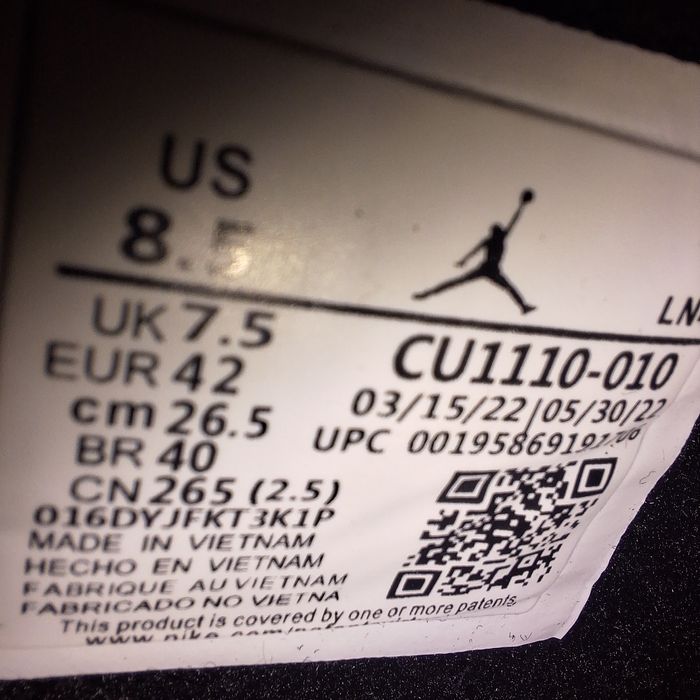 US
8.5
LN
UK 7.5
EUR 42
cm 26.5
BR 40
CN 265 (2.5)
016DYJFKT3K1P
MADE IN VIETNAM
HECHO EN VIETNAM
FABRIQUE AU VIETNAM
FABRICADO NO VIETNA
CU1110-010
03/15/22|05/30/22
UPC
This product is covered by one or more patents.